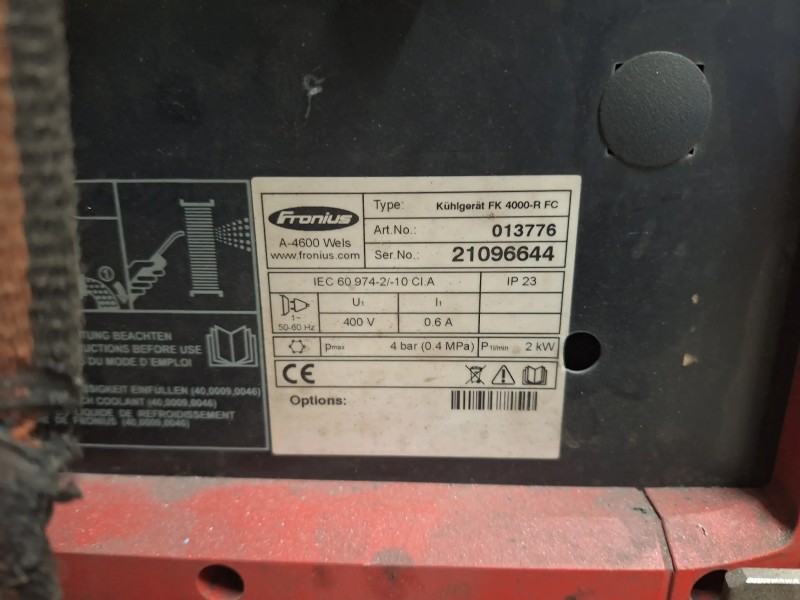 Fronius
A-4600 Wels
www.fronius.com
Type: Kühlgerät FK 4000-R FC
Art.No.: 013776
Ser.No.: 21096644
IEC 60 974-2/-10 Cl.A IP 23
1~
50-60 Hz
U1 I1
400 V 0.6 A
pmax 4 bar (0.4 MPa) P1l/min 2 kW
CE
Options:
1
BEACHTEN
BEFORE USE
DU MODE D'EMPLOI
EINFÜLLEN (40,0009,0046)
COOLANT (40,0009,0046)
LIQUIDE DE REFROIDISSEMENT
DE FRONIUS (40,0009,0046)